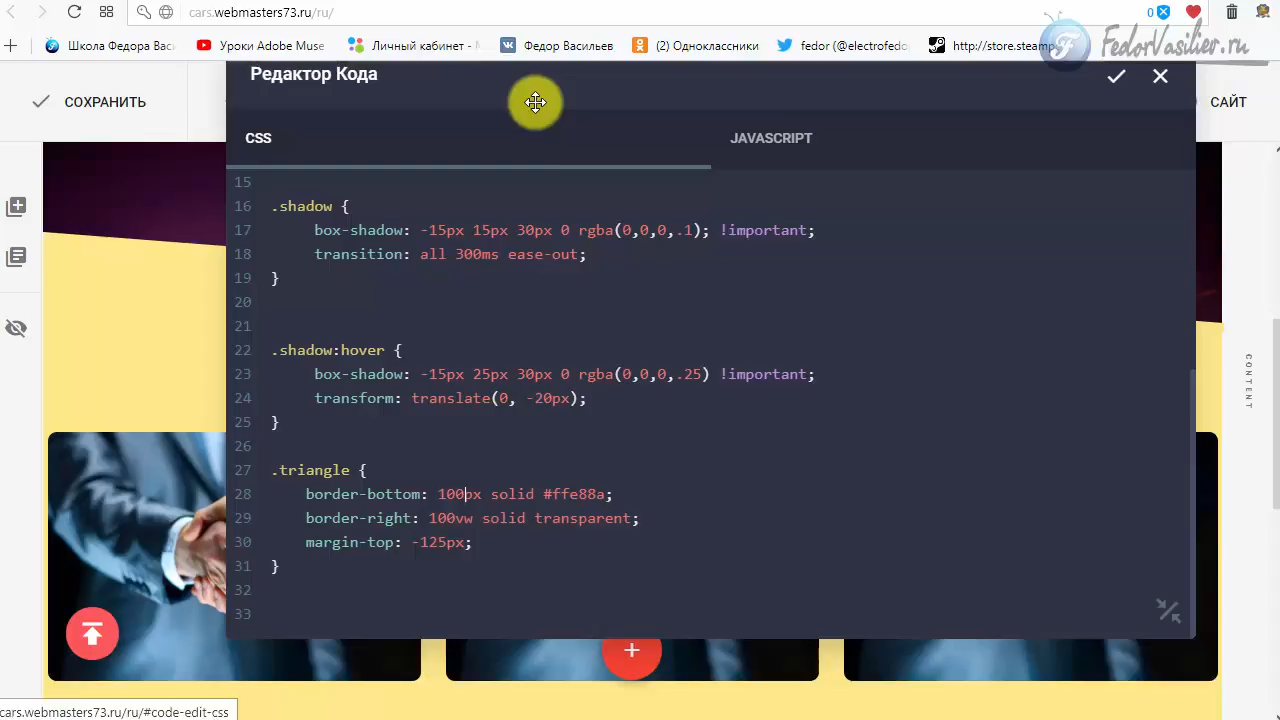 cars.webmasters73.ru/ru/
0
Школа Федора Васи
Уроки Adobe Muse
Личный кабинет -
Федор Васильев
(2) Одноклассники
fedor (@electrofedo
http://store.steamp
FedorVasiliev.ru
Редактор Кода
СОХРАНИТЬ
САЙТ
CSS
JAVASCRIPT
15
16 .shadow {
17 box-shadow: -15px 15px 30px 0 rgba(0,0,0,.1); !important;
18 transition: all 300ms ease-out;
19 }
20
21
22 .shadow:hover {
23 box-shadow: -15px 25px 30px 0 rgba(0,0,0,.25) !important;
24 transform: translate(0, -20px);
25 }
26
27 .triangle {
28 border-bottom: 100px solid #ffe88a;
29 border-right: 100vw solid transparent;
30 margin-top: -125px;
31 }
32
33
CONTENT
cars.webmasters73.ru/ru/#code-edit-css